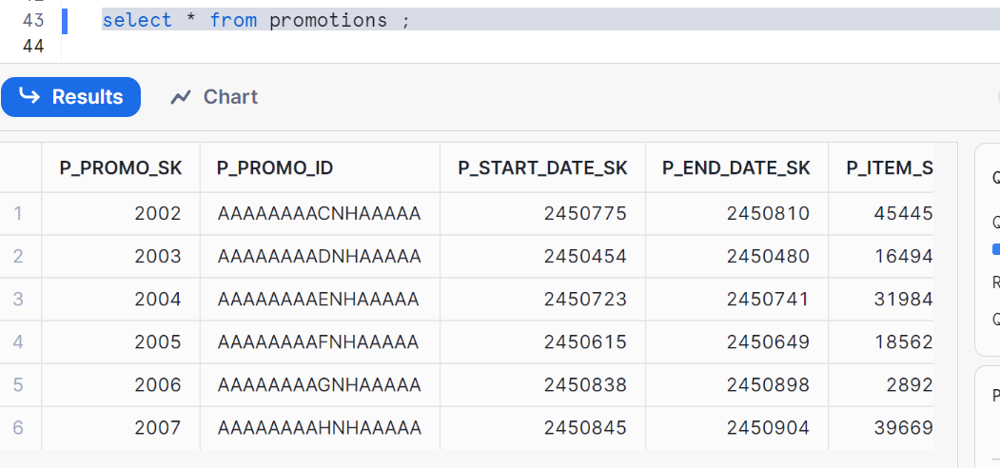 43 select * from promotions ;
44
Results Chart
P_PROMO_SK P_PROMO_ID P_START_DATE_SK P_END_DATE_SK P_ITEM_S
1 2002 AAAAAAAACNHAAAAA 2450775 2450810 45445
2 2003 AAAAAAAADNHAAAAA 2450454 2450480 16494
3 2004 AAAAAAAAENHAAAAA 2450723 2450741 31984
4 2005 AAAAAAAAFNHAAAAA 2450615 2450649 18562
5 2006 AAAAAAAAGNHAAAAA 2450838 2450898 2892
6 2007 AAAAAAAAHNHAAAAA 2450845 2450904 39669